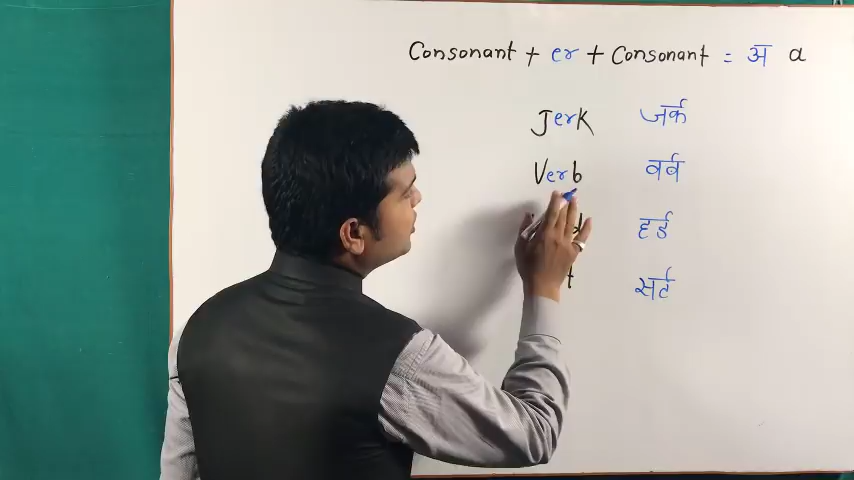 Consonant + er + Consonant = अ a
JerK जर्क
Verb वर्व
d हर्ड
t सर्ट